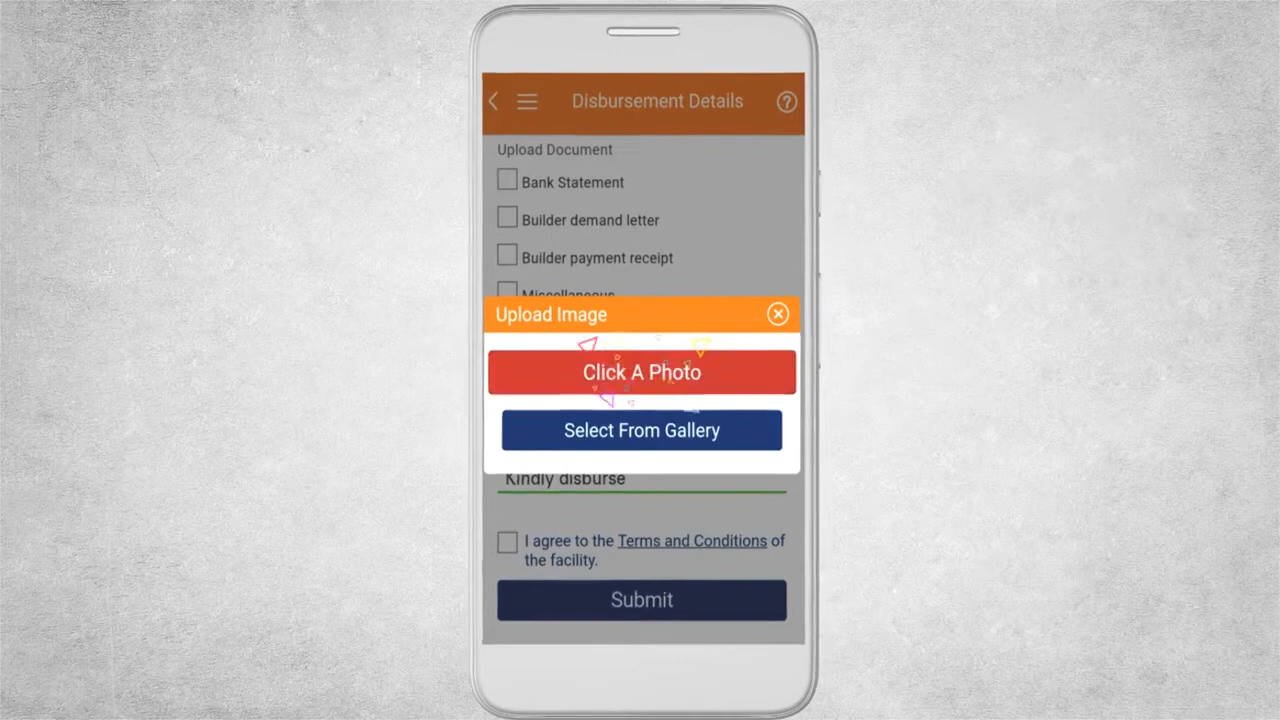 Disbursement Details
Upload Document
Bank Statement
Builder demand letter
Builder payment receipt
Miscellaneous
Upload Image
Click A Photo
Select From Gallery
Kindly disburse
I agree to the Terms and Conditions of
the facility.
Submit